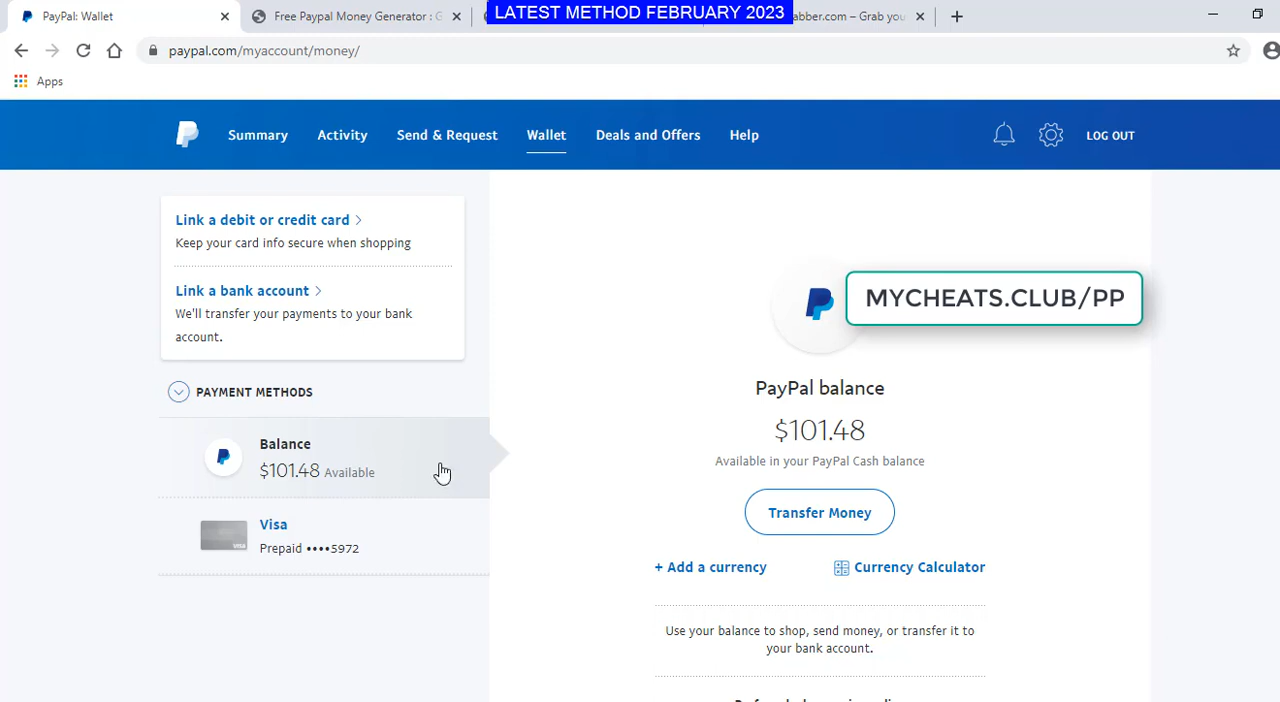 PayPal: Wallet
Free Paypal Money Generator : G
LATEST METHOD FEBRUARY 2023
abber.com – Grab you
paypal.com/myaccount/money/
Apps
Summary
Activity
Send & Request
Wallet
Deals and Offers
Help
LOG OUT
Link a debit or credit card
Keep your card info secure when shopping
Link a bank account
We'll transfer your payments to your bank
account.
PAYMENT METHODS
Balance
$101.48 Available
Visa
Prepaid ••••5972
MYCHEATS.CLUB/PP
PayPal balance
$101.48
Available in your PayPal Cash balance
Transfer Money
+ Add a currency
Currency Calculator
Use your balance to shop, send money, or transfer it to
your bank account.